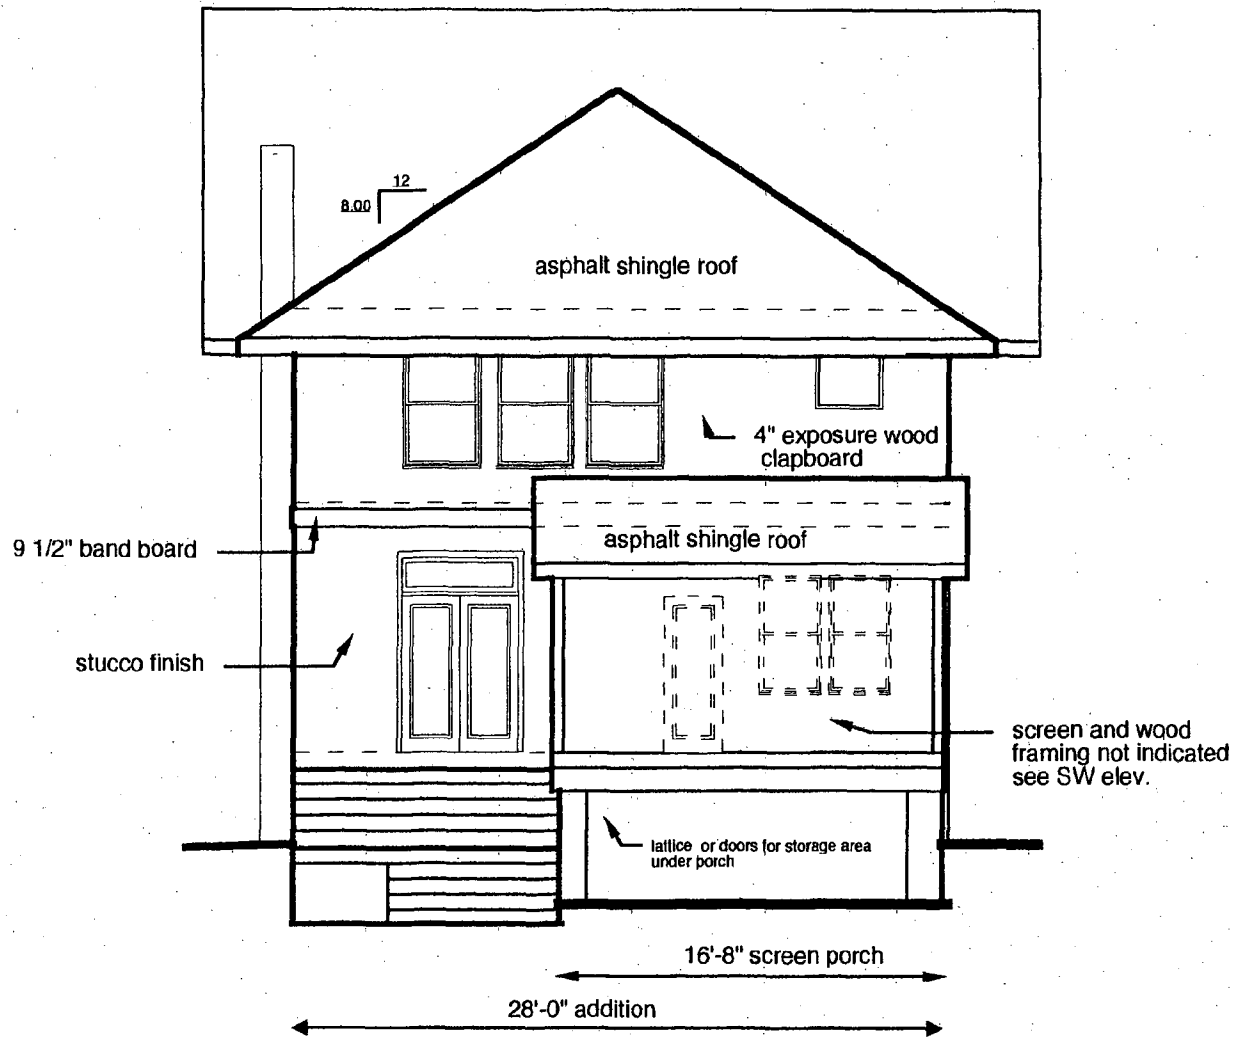 12
8.00
asphalt shingle roof
4" exposure wood
clapboard
9 1/2" band board
asphalt shingle roof
stucco finish
screen and wood
framing not indicated
see SW elev.
lattice or doors for storage area
under porch
16'-8" screen porch
28'-0" addition